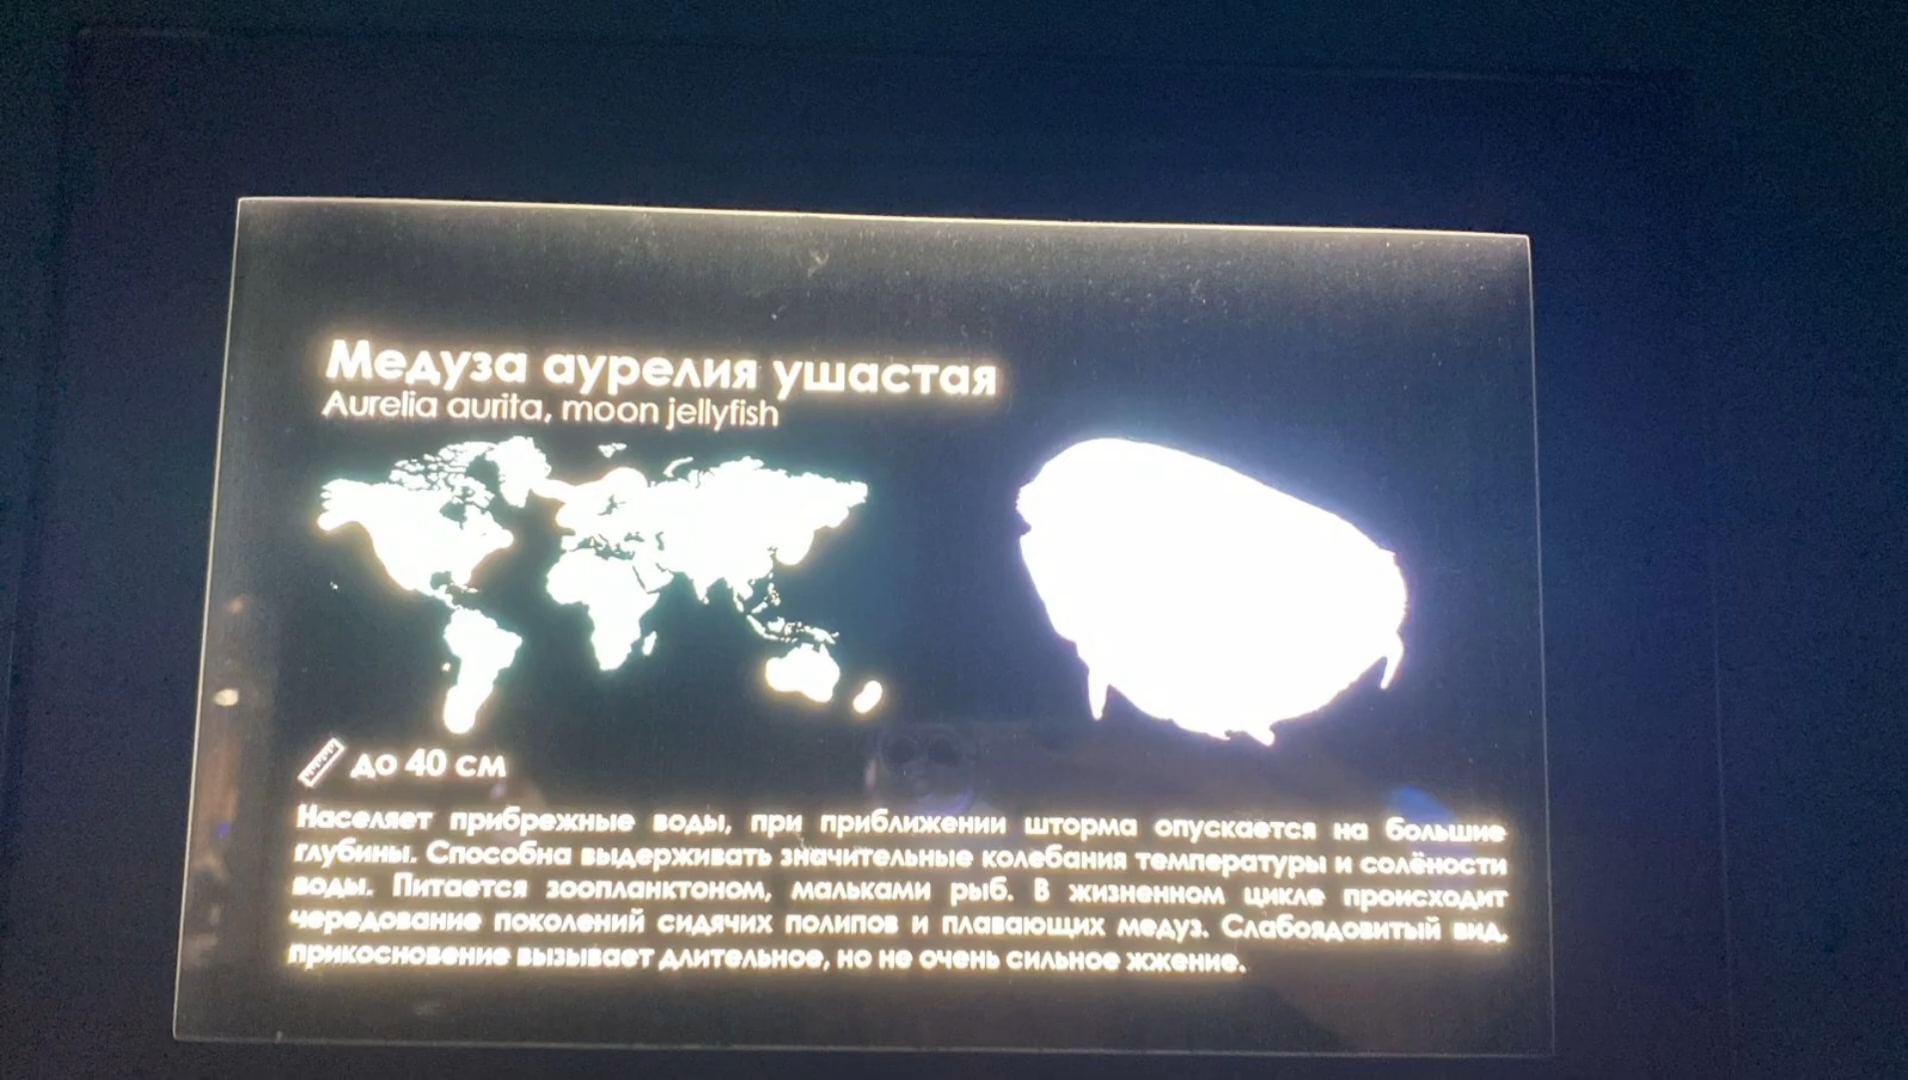 Медуза аурелия ушастая
Aurelia aurita, moon jellyfish
до 40 см
Населяет прибрежные воды, при приближении шторма опускается на большие
глубины. Способна выдерживать значительные колебания температуры и солёности
воды. Питается зоопланктоном, мальками рыб. В жизненном цикле происходит
чередование поколений сидячих полипов и плавающих медуз. Слабоядовитый вид,
прикосновение вызывает длительное, но не очень сильное жжение.